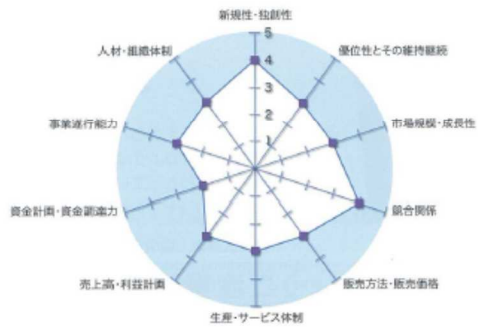 新規性・独創性
優位性とその維持継続
市場規模・成長性
競合関係
販売方法・販売価格
生産・サービス体制
売上高・利益計画
資金計画・資金調達力
事業遂行能力
人材・組織体制
5
4
3
2
1